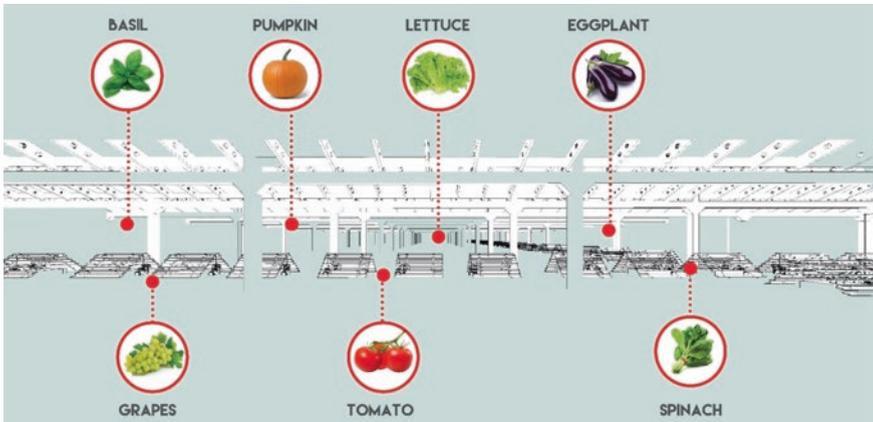 BASIL
PUMPKIN
LETTUCE
EGGPLANT
GRAPES
TOMATO
SPINACH